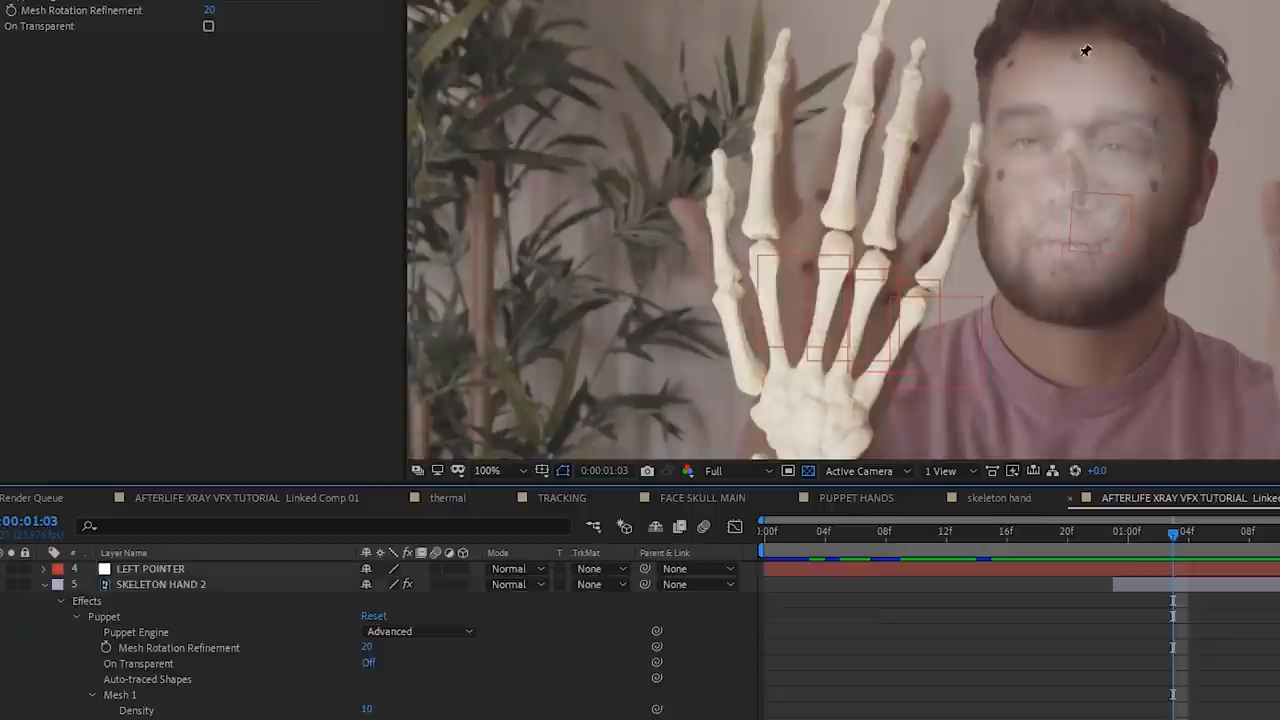 Mesh Rotation Refinement 20
On Transparent
100% 0:00:01:03 Full Active Camera 1 View +0.0
Render Queue AFTERLIFE XRAY VFX TUTORIAL Linked Comp 01 thermal TRACKING FACE SKULL MAIN PUPPET HANDS skeleton hand × AFTERLIFE XRAY VFX TUTORIAL Linked
:00:01:03
:00f 04f 08f 12f 16f 20f 01:00f 04f 08f
Layer Name fx Mode T .TrkMat Parent & Link
4 LEFT POINTER Normal None None
5 SKELETON HAND 2 fx Normal None None
Effects
Puppet Reset
Puppet Engine Advanced
Mesh Rotation Refinement 20
On Transparent Off
Auto-traced Shapes
Mesh 1
Density 10